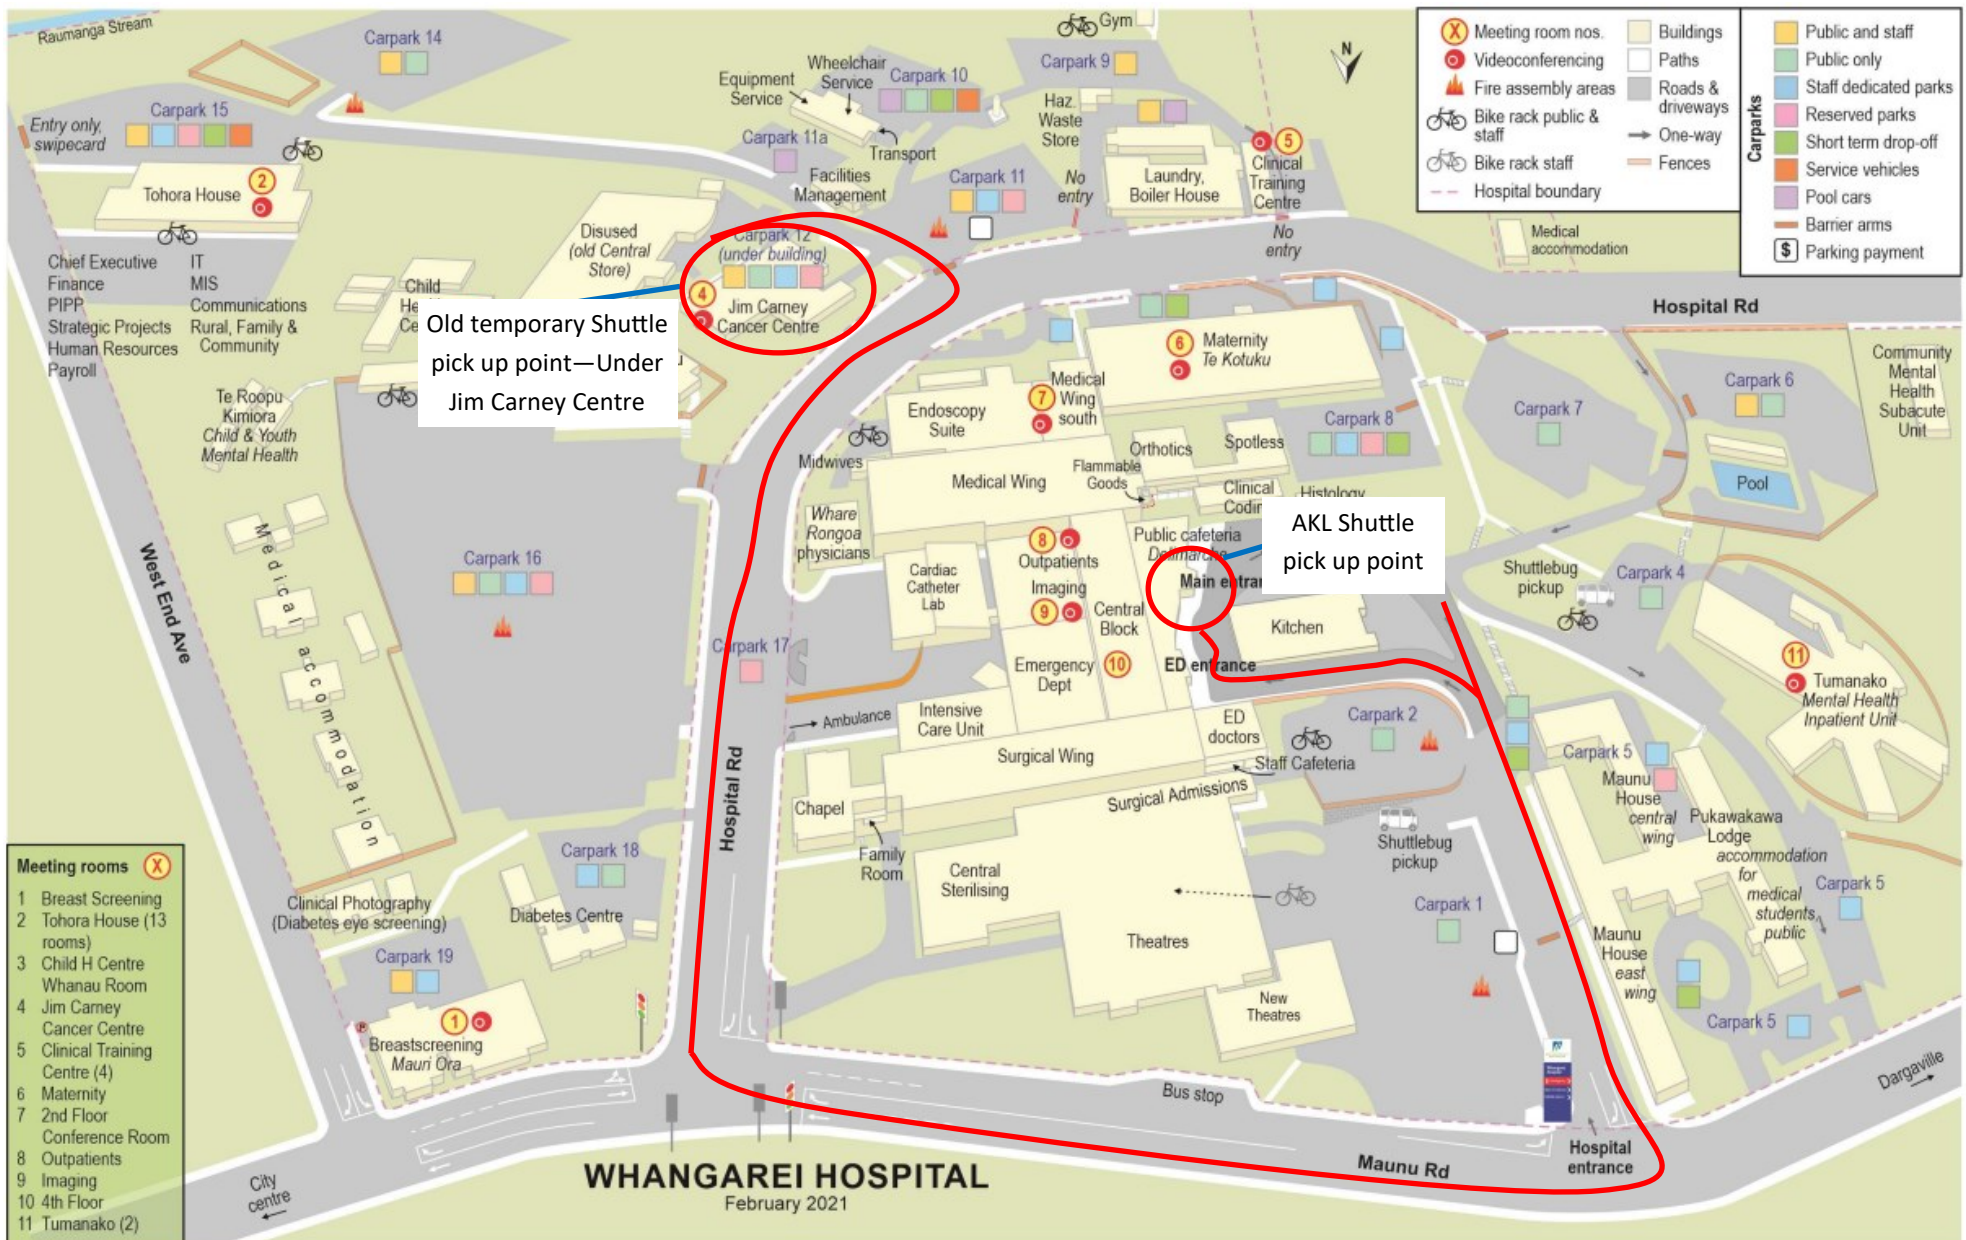 Raumanga Stream
Carpark 14
Gym
Carpark 9
N
Wheelchair
Service
Equipment
Service
Carpark 10
Haz.
Waste
Store
Transport
Carpark 11a
Facilities
Management
Carpark 11
No
entry
Laundry,
Boiler House
5
Clinical
Training
Centre
No
entry
Carpark 15
Entry only,
swipecard
Tohora House
2
Chief Executive
Finance
PIPP
Strategic Projects
Human Resources
Payroll
IT
MIS
Communications
Rural, Family &
Community
Disused
(old Central
Store)
Carpark 12
(under building)
4
Jim Carney
Cancer Centre
Child
Old temporary Shuttle
pick up point—Under
Jim Carney Centre
Te Roopu
Kimiora
Child & Youth
Mental Health
X Meeting room nos.
Videoconferencing
Fire assembly areas
Bike rack public &
staff
Bike rack staff
Hospital boundary
Buildings
Paths
Roads &
driveways
One-way
Fences
Carparks
Public and staff
Public only
Staff dedicated parks
Reserved parks
Short term drop-off
Service vehicles
Pool cars
Barrier arms
$ Parking payment
Medical
accommodation
Hospital Rd
Community
Mental
Health
Subacute
Unit
6
Maternity
Te Kotuku
Medical
Wing
south
7
Endoscopy
Suite
Midwives
Medical Wing
Orthotics
Spotless
Flammable
Goods
Clinical
Histology
Carpark 8
Carpark 7
Carpark 6
Pool
Whare
Rongoa
physicians
Public cafeteria
8
Outpatients
Imaging
9
Cardiac
Catheter
Lab
Central
Block
10
Emergency
Dept
Main
AKL Shuttle
pick up point
Kitchen
ED entrance
Shuttlebug
pickup
Carpark 4
11
Tumanako
Mental Health
Inpatient Unit
West End Ave
Medical accommodation
Carpark 16
Carpark 17
Ambulance
Intensive
Care Unit
Surgical Wing
ED
doctors
Staff Cafeteria
Carpark 2
Surgical Admissions
Shuttlebug
pickup
Carpark 5
Maunu
House
central
wing
Pukawakawa
Lodge
accommodation
for
medical
students,
public
Carpark 5
Chapel
Family
Room
Hospital Rd
Central
Sterilising
Theatres
New
Theatres
Carpark 1
Maunu
House
east
wing
Carpark 5
Carpark 18
Diabetes Centre
Clinical Photography
(Diabetes eye screening)
Carpark 19
P
1
Breastscreening
Mauri Ora
Meeting rooms X
1 Breast Screening
2 Tohora House (13
rooms)
3 Child H Centre
Whanau Room
4 Jim Carney
Cancer Centre
5 Clinical Training
Centre (4)
6 Maternity
7 2nd Floor
Conference Room
8 Outpatients
9 Imaging
10 4th Floor
11 Tumanako (2)
Bus stop
Maunu Rd
Hospital
entrance
Dargaville
City
centre
WHANGAREI HOSPITAL
February 2021